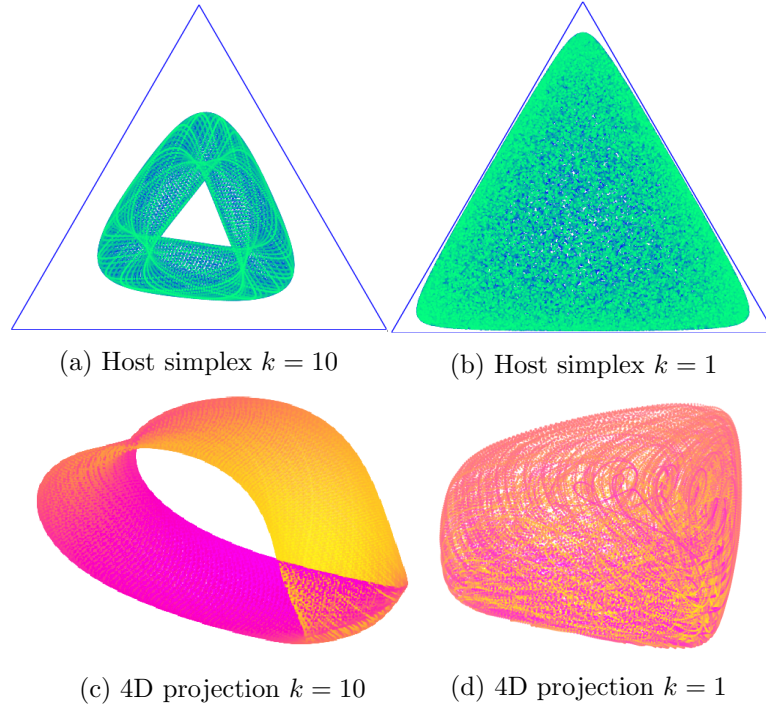 (a) Host simplex k = 10
(b) Host simplex k = 1
(c) 4D projection k = 10
(d) 4D projection k = 1